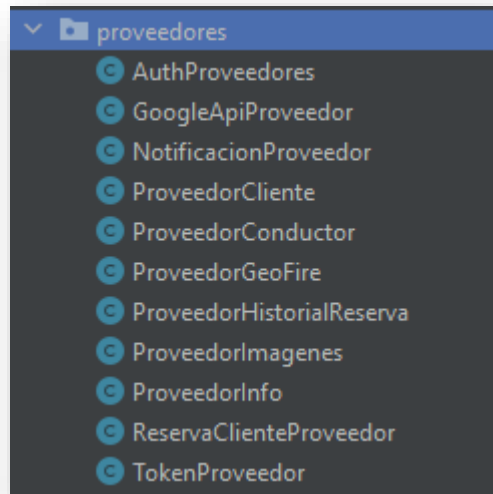 proveedores
C AuthProveedores
C GoogleApiProveedor
C NotificacionProveedor
C ProveedorCliente
C ProveedorConductor
C ProveedorGeoFire
C ProveedorHistorialReserva
C ProveedorImagenes
C ProveedorInfo
C ReservaClienteProveedor
C TokenProveedor